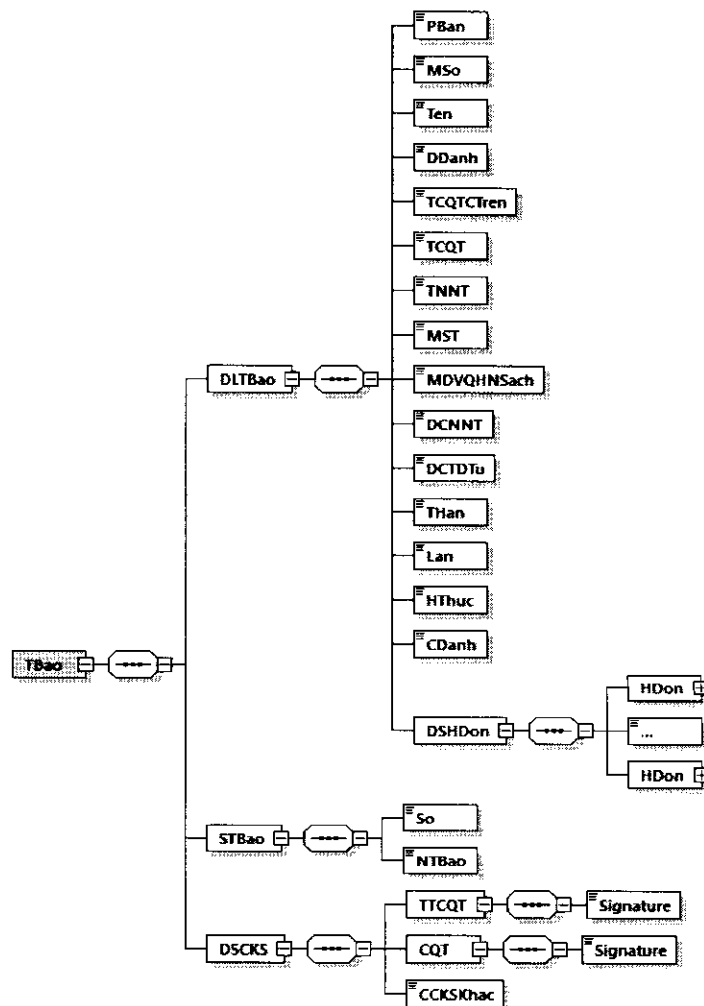 PBan
MSo
Ten
DDanh
TCQTCTren
TCQT
TNNT
MST
DLTBao
MDVQHNSach
DCNNT
DCTDTu
THan
Lan
HThuc
CDanh
TBao
HDon
DSHDon
...
HDon
So
STBao
NTBao
TTCQT
Signature
DSCKS
CQT
Signature
CCKSKhac